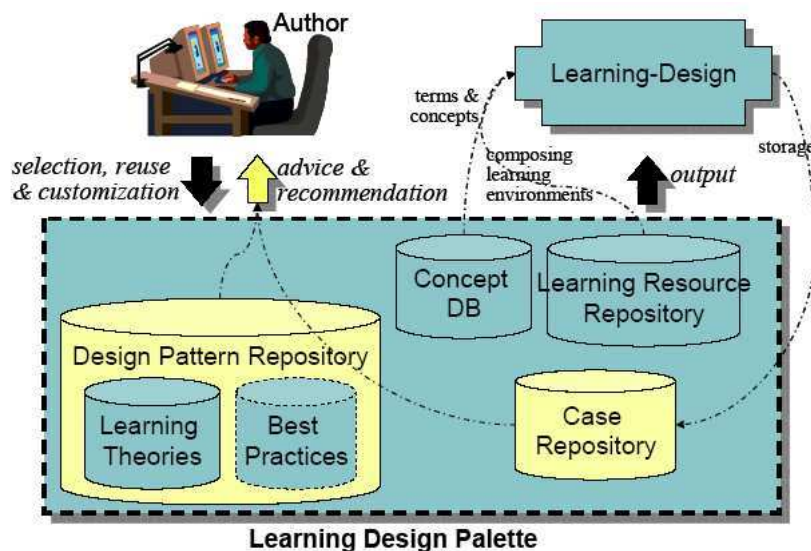 Author
Learning-Design
terms &
concepts
storage
selection, reuse
& customization
advice &
recommendation
composing
learning
environments
output
Concept
DB
Learning Resource
Repository
Design Pattern Repository
Learning
Theories
Best
Practices
Case
Repository
Learning Design Palette